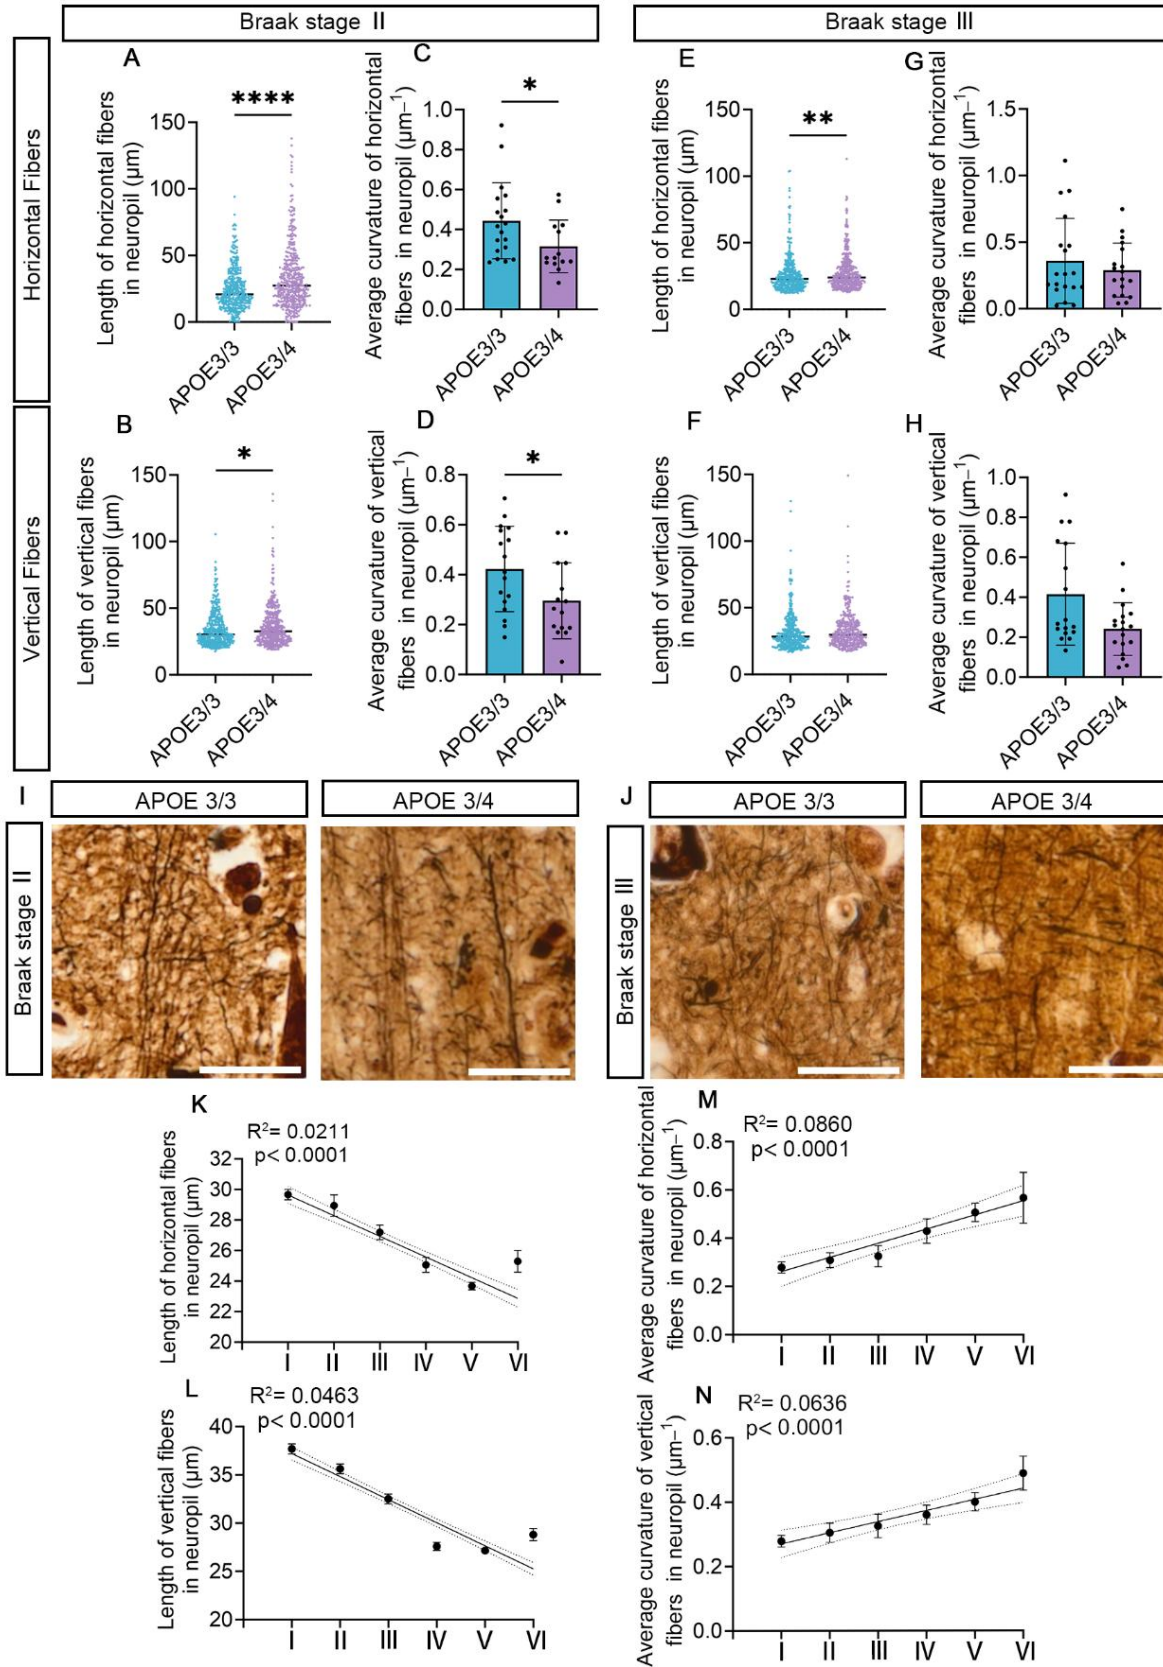 Braak stage II
Braak stage III
Horizontal Fibers
Vertical Fibers
A
Length of horizontal fibers
in neuropil (µm)
150
100
50
0
****
APOE3/3
APOE3/4
C
Average curvature of horizontal
fibers in neuropil (µm−1)
1.0
0.8
0.6
0.4
0.2
0.0
*
APOE3/3
APOE3/4
E
Length of horizontal fibers
in neuropil (µm)
150
100
50
0
**
APOE3/3
APOE3/4
G
Average curvature of horizontal
fibers in neuropil (µm−1)
1.5
1.0
0.5
0.0
APOE3/3
APOE3/4
B
Length of vertical fibers
in neuropil (µm)
150
100
50
0
*
APOE3/3
APOE3/4
D
Average curvature of vertical
fibers in neuropil (µm−1)
0.8
0.6
0.4
0.2
0.0
*
APOE3/3
APOE3/4
F
Length of vertical fibers
in neuropil (µm)
150
100
50
0
APOE3/3
APOE3/4
H
Average curvature of vertical
fibers in neuropil (µm−1)
1.0
0.8
0.6
0.4
0.2
0.0
APOE3/3
APOE3/4
I
APOE 3/3
APOE 3/4
Braak stage II
J
APOE 3/3
APOE 3/4
Braak stage III
K
R²= 0.0211
p< 0.0001
Length of horizontal fibers
in neuropil (µm)
32
30
28
26
24
22
20
I II III IV V VI
M
R²= 0.0860
p< 0.0001
Average curvature of horizontal
fibers in neuropil (µm−1)
0.8
0.6
0.4
0.2
0.0
I II III IV V VI
L
R²= 0.0463
p< 0.0001
Length of vertical fibers
in neuropil (µm)
40
35
30
25
20
I II III IV V VI
N
R²= 0.0636
p< 0.0001
Average curvature of vertical
fibers in neuropil (µm−1)
0.6
0.4
0.2
0.0
I II III IV V VI